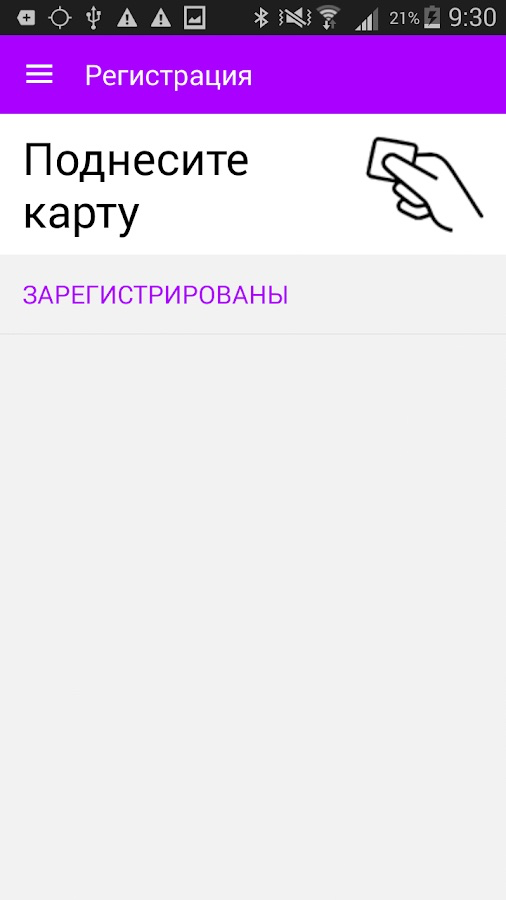 21% 9:30
Регистрация
Поднесите
карту
ЗАРЕГИСТРИРОВАНЫ